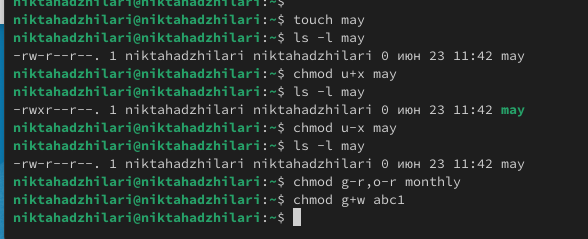 niktahadzhilari@niktahadzhilari:~$
niktahadzhilari@niktahadzhilari:~$ touch may
niktahadzhilari@niktahadzhilari:~$ ls -l may
-rw-r--r--. 1 niktahadzhilari niktahadzhilari 0 июн 23 11:42 may
niktahadzhilari@niktahadzhilari:~$ chmod u+x may
niktahadzhilari@niktahadzhilari:~$ ls -l may
-rwxr--r--. 1 niktahadzhilari niktahadzhilari 0 июн 23 11:42 may
niktahadzhilari@niktahadzhilari:~$ chmod u-x may
niktahadzhilari@niktahadzhilari:~$ ls -l may
-rw-r--r--. 1 niktahadzhilari niktahadzhilari 0 июн 23 11:42 may
niktahadzhilari@niktahadzhilari:~$ chmod g-r,o-r monthly
niktahadzhilari@niktahadzhilari:~$ chmod g+w abc1
niktahadzhilari@niktahadzhilari:~$